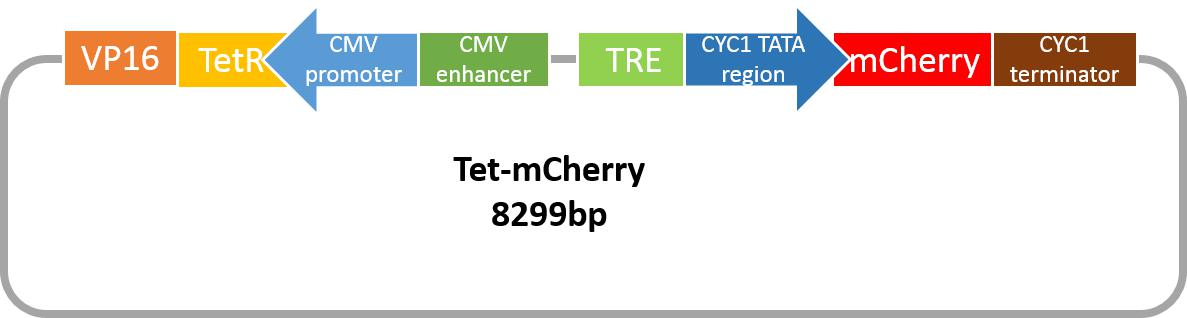 VP16
TetR
CMV
promoter
CMV
enhancer
TRE
CYC1 TATA
region
mCherry
CYC1
terminator
Tet-mCherry
8299bp